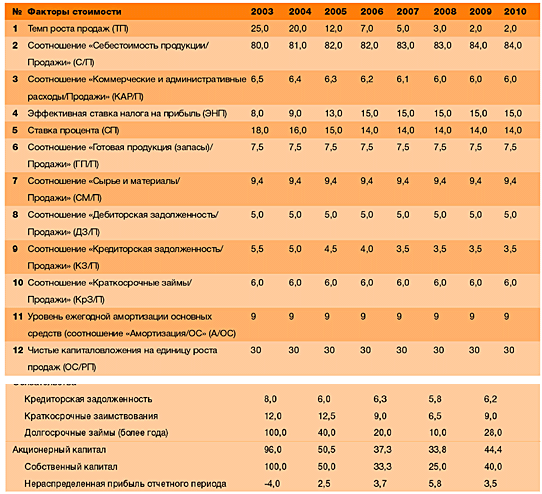 № Факторы стоимости 2003 2004 2005 2006 2007 2008 2009 2010
1 Темп роста продаж (ТП) 25,0 20,0 12,0 7,0 5,0 3,0 2,0 2,0
2 Соотношение «Себестоимость продукции/ 80,0 81,0 82,0 82,0 83,0 83,0 84,0 84,0
Продажи» (С/П)
3 Соотношение «Коммерческие и административные 6,5 6,4 6,3 6,2 6,1 6,0 6,0 6,0
расходы/Продажи» (КАР/П)
4 Эффективная ставка налога на прибыль (ЭНП) 8,0 9,0 13,0 15,0 15,0 15,0 15,0 15,0
5 Ставка процента (СП) 18,0 16,0 15,0 14,0 14,0 14,0 14,0 14,0
6 Соотношение «Готовая продукция (запасы)/ 7,5 7,5 7,5 7,5 7,5 7,5 7,5 7,5
Продажи» (ГП/П)
7 Соотношение «Сырье и материалы/ 9,4 9,4 9,4 9,4 9,4 9,4 9,4 9,4
Продажи» (СМ/П)
8 Соотношение «Дебиторская задолженность/ 5,0 5,0 5,0 5,0 5,0 5,0 5,0 5,0
Продажи» (ДЗ/П)
9 Соотношение «Кредиторская задолженность/ 5,5 5,0 4,5 4,0 3,5 3,5 3,5 3,5
Продажи» (КЗ/П)
10 Соотношение «Краткосрочные займы/ 6,0 6,0 6,0 6,0 6,0 6,0 6,0 6,0
Продажи» (КрЗ/П)
11 Уровень ежегодной амортизации основных 9 9 9 9 9 9 9 9
средств (соотношение «Амортизация/ОС» (А/ОС)
12 Чистые капиталовложения на единицу роста 30 30 30 30 30 30 30 30
продаж (ОС/РП)
Кредиторская задолженность 8,0 6,0 6,3 5,8 6,2
Краткосрочные заимствования 12,0 12,5 9,0 6,5 9,0
Долгосрочные займы (более года) 100,0 40,0 20,0 10,0 28,0
Акционерный капитал 96,0 50,5 37,3 33,8 44,4
Собственный капитал 100,0 50,0 33,3 25,0 40,0
Нераспределенная прибыль отчетного периода -4,0 2,5 3,7 5,8 3,5